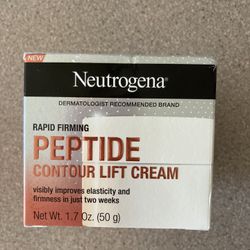 NEW
Neutrogena®
DERMATOLOGIST RECOMMENDED BRAND
RAPID FIRMING
PEPTIDE
CONTOUR LIFT CREAM
visibly improves elasticity and
firmness in just two weeks
Net Wt. 1.7 Oz. (50 g)